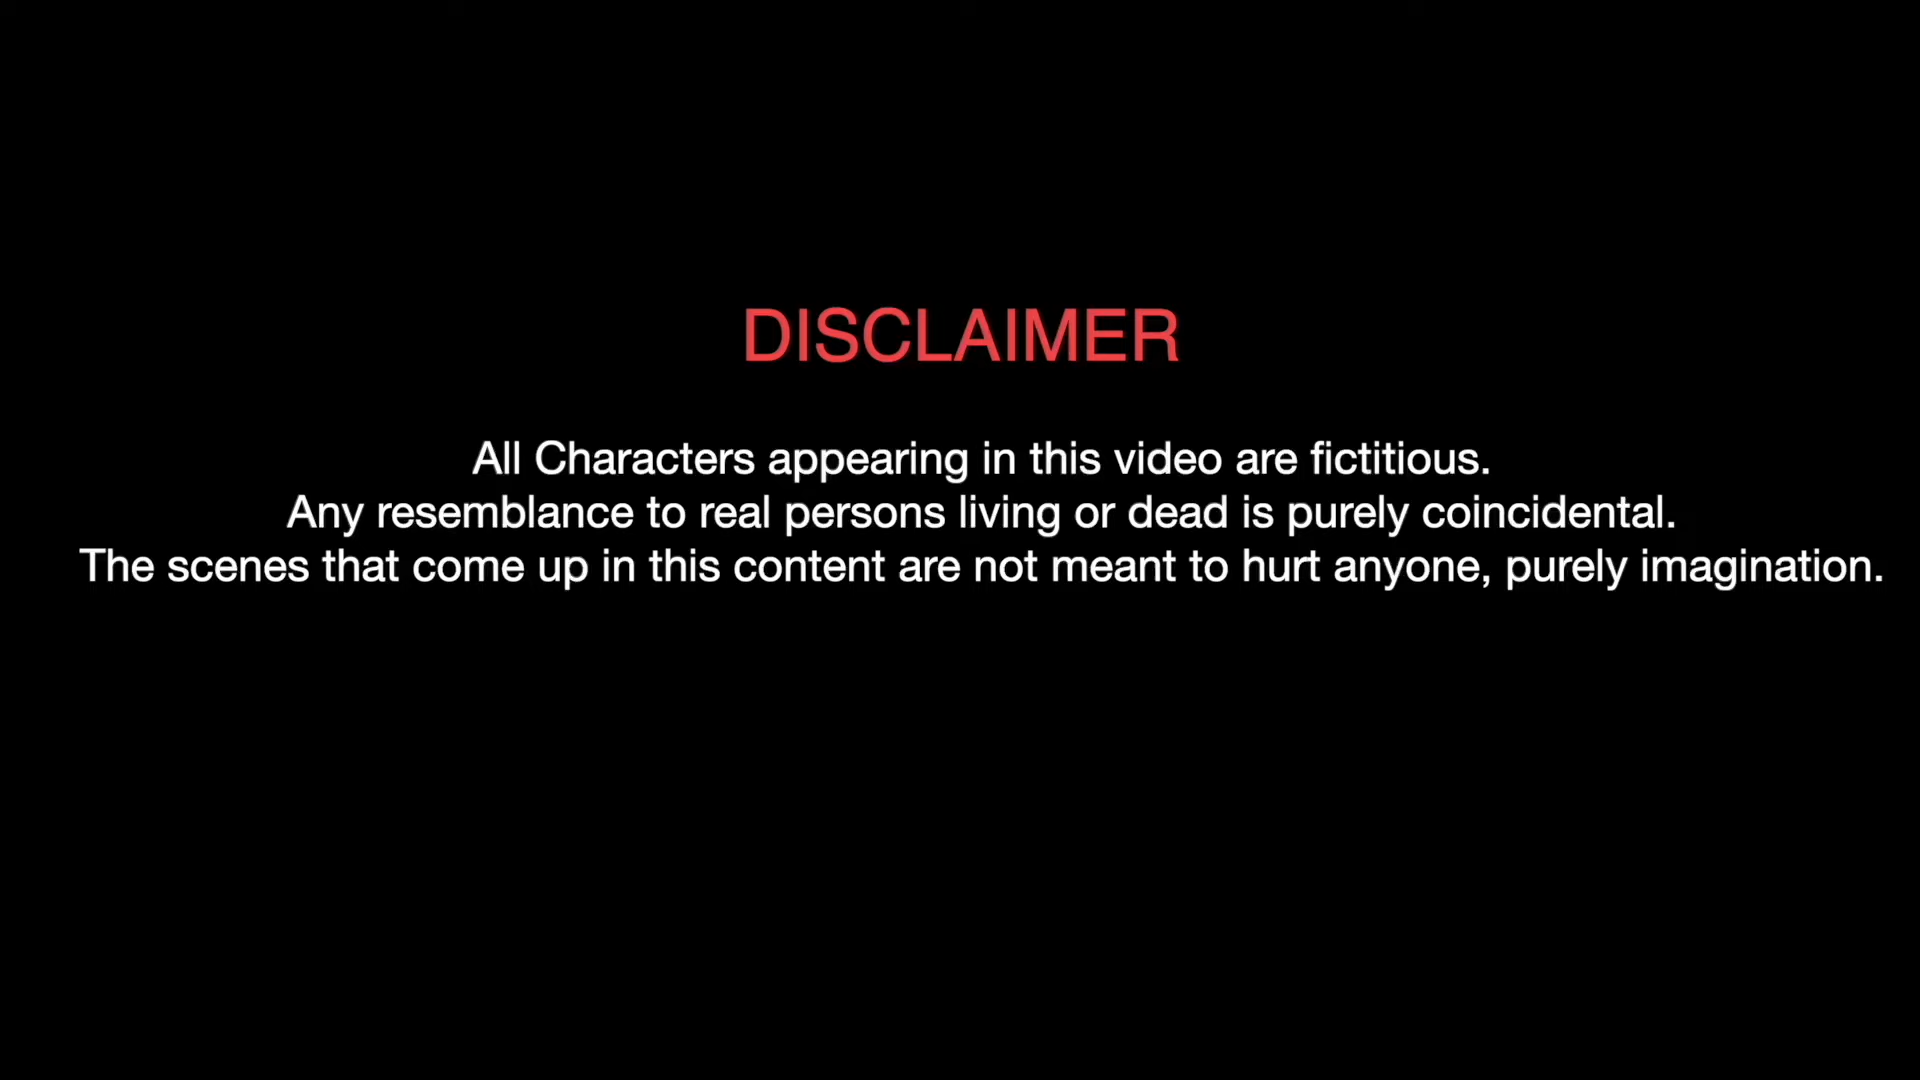 DISCLAIMER
All Characters appearing in this video are fictitious.
Any resemblance to real persons living or dead is purely coincidental.
The scenes that come up in this content are not meant to hurt anyone, purely imagination.